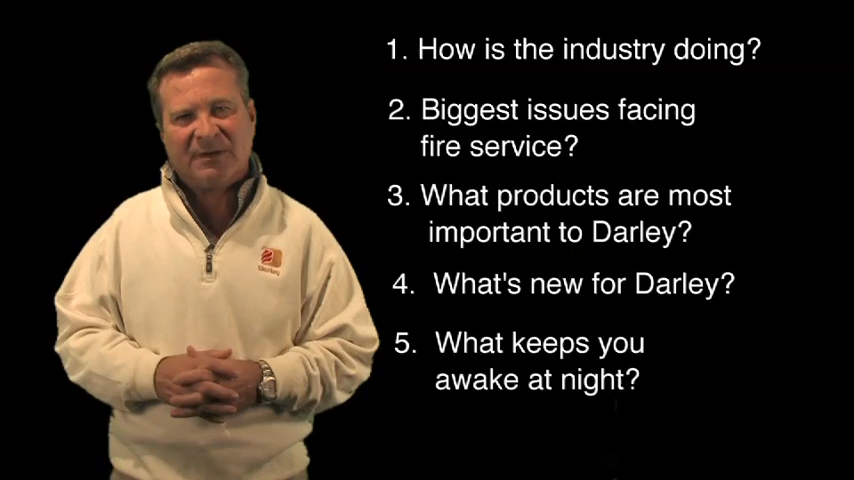 1. How is the industry doing?
2. Biggest issues facing
fire service?
3. What products are most
important to Darley?
4. What's new for Darley?
5. What keeps you
awake at night?
Darley